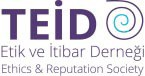 TEİD
Etik ve İtibar Derneği
Ethics & Reputation Society